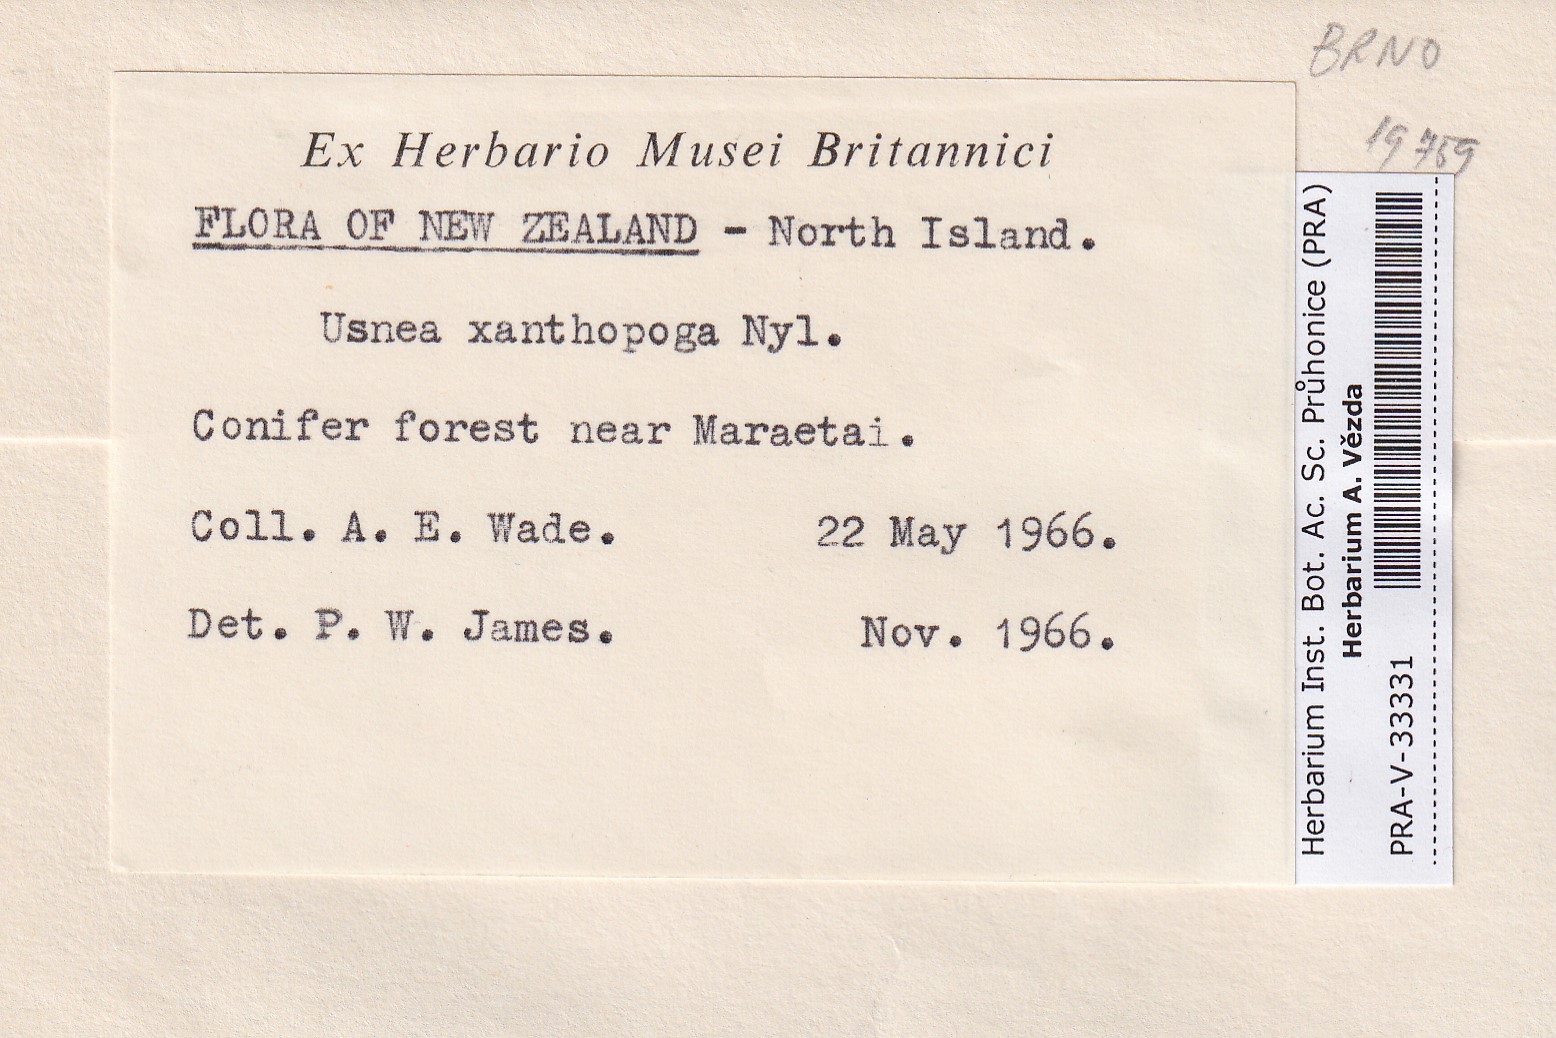 BRNO
19 759
Ex Herbario Musei Britannici
FLORA OF NEW ZEALAND - North Island.
Usnea xanthopoga Nyl.
Conifer forest near Maraetai.
Coll. A. E. Wade. 22 May 1966.
Det. P. W. James. Nov. 1966.
Herbarium Inst. Bot. Ac. Sc. Průhonice (PRA)
Herbarium A. Vězda
PRA-V-33331